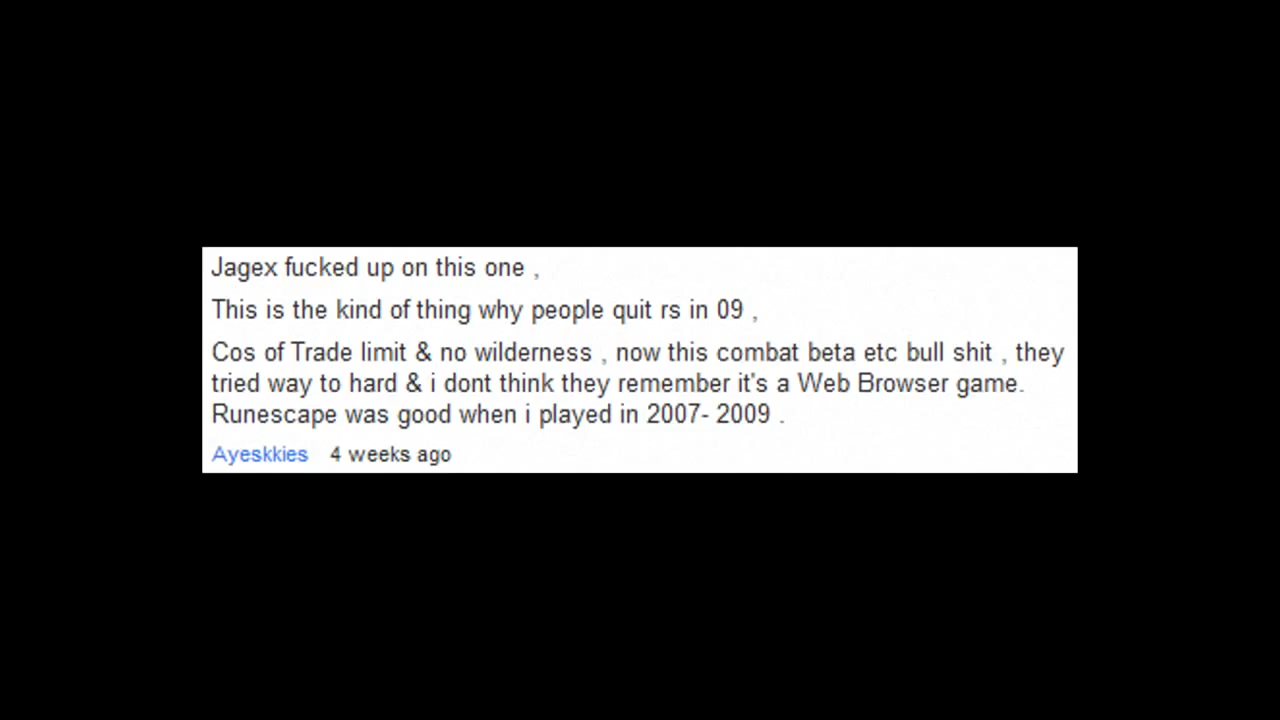 Jagex fucked up on this one ,
This is the kind of thing why people quit rs in 09 ,
Cos of Trade limit & no wilderness , now this combat beta etc bull shit , they
tried way to hard & i dont think they remember it's a Web Browser game.
Runescape was good when i played in 2007- 2009 .
Ayeskkies 4 weeks ago